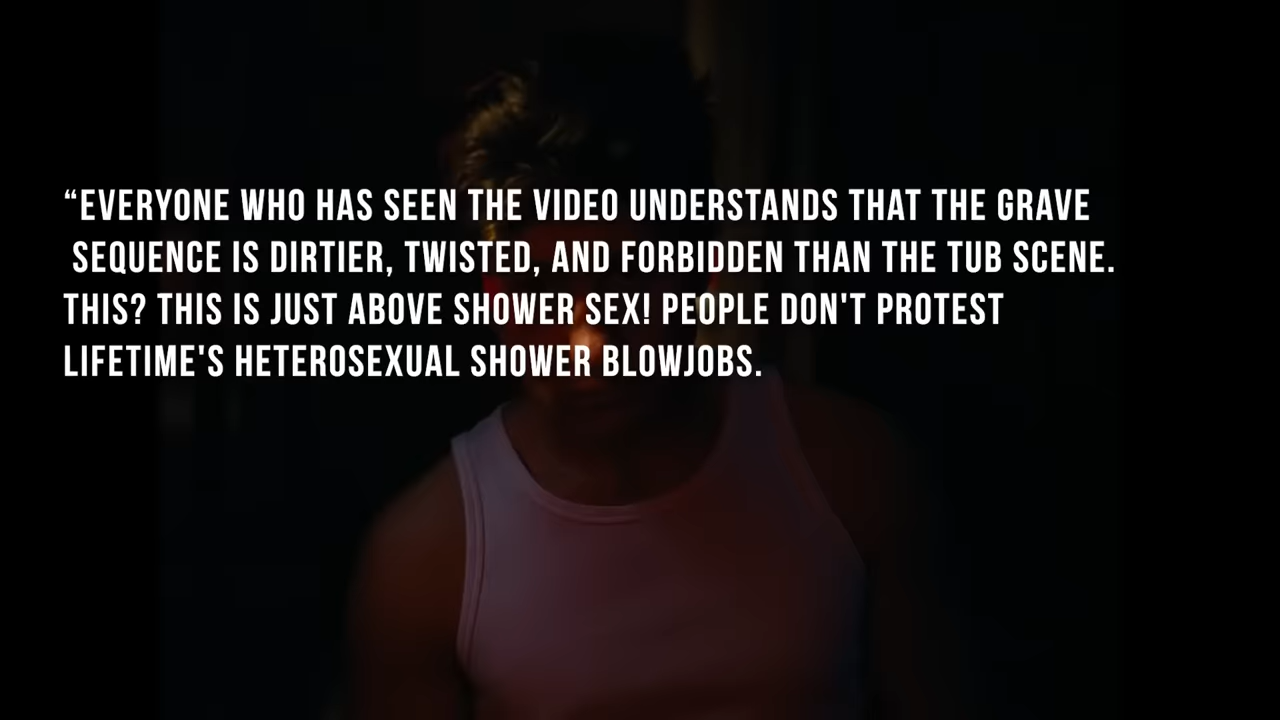 “EVERYONE WHO HAS SEEN THE VIDEO UNDERSTANDS THAT THE GRAVE
SEQUENCE IS DIRTIER, TWISTED, AND FORBIDDEN THAN THE TUB SCENE.
THIS? THIS IS JUST ABOVE SHOWER SEX! PEOPLE DON'T PROTEST
LIFETIME'S HETEROSEXUAL SHOWER BLOWJOBS.